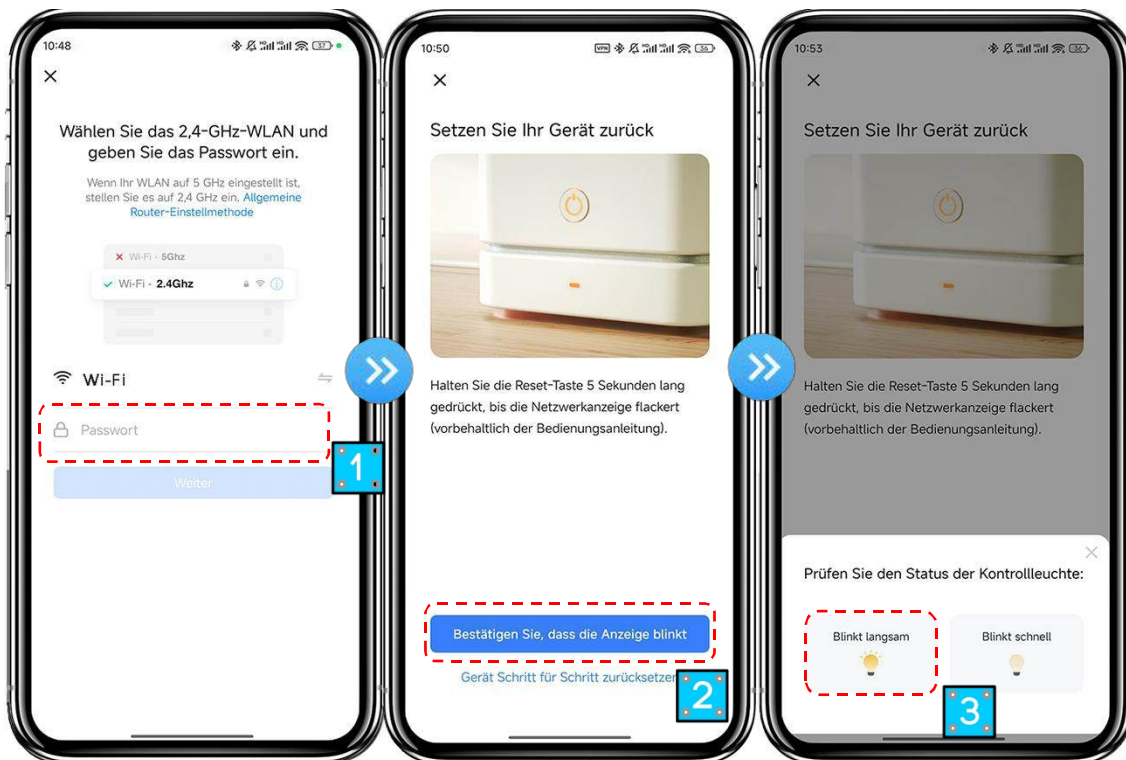 10:48
37
Wählen Sie das 2,4-GHz-WLAN und
geben Sie das Passwort ein.
Wenn Ihr WLAN auf 5 GHz eingestellt ist,
stellen Sie es auf 2,4 GHz ein. Allgemeine
Router-Einstellmethode
Wi-Fi - 5Ghz
Wi-Fi - 2.4Ghz
Wi-Fi
Passwort
Weiter
1
10:50
VPN
36
Setzen Sie Ihr Gerät zurück
Halten Sie die Reset-Taste 5 Sekunden lang
gedrückt, bis die Netzwerkanzeige flackert
(vorbehaltlich der Bedienungsanleitung).
Bestätigen Sie, dass die Anzeige blinkt
Gerät Schritt für Schritt zurücksetzen
2
10:53
36
Setzen Sie Ihr Gerät zurück
Halten Sie die Reset-Taste 5 Sekunden lang
gedrückt, bis die Netzwerkanzeige flackert
(vorbehaltlich der Bedienungsanleitung).
Prüfen Sie den Status der Kontrollleuchte:
Blinkt langsam
Blinkt schnell
3